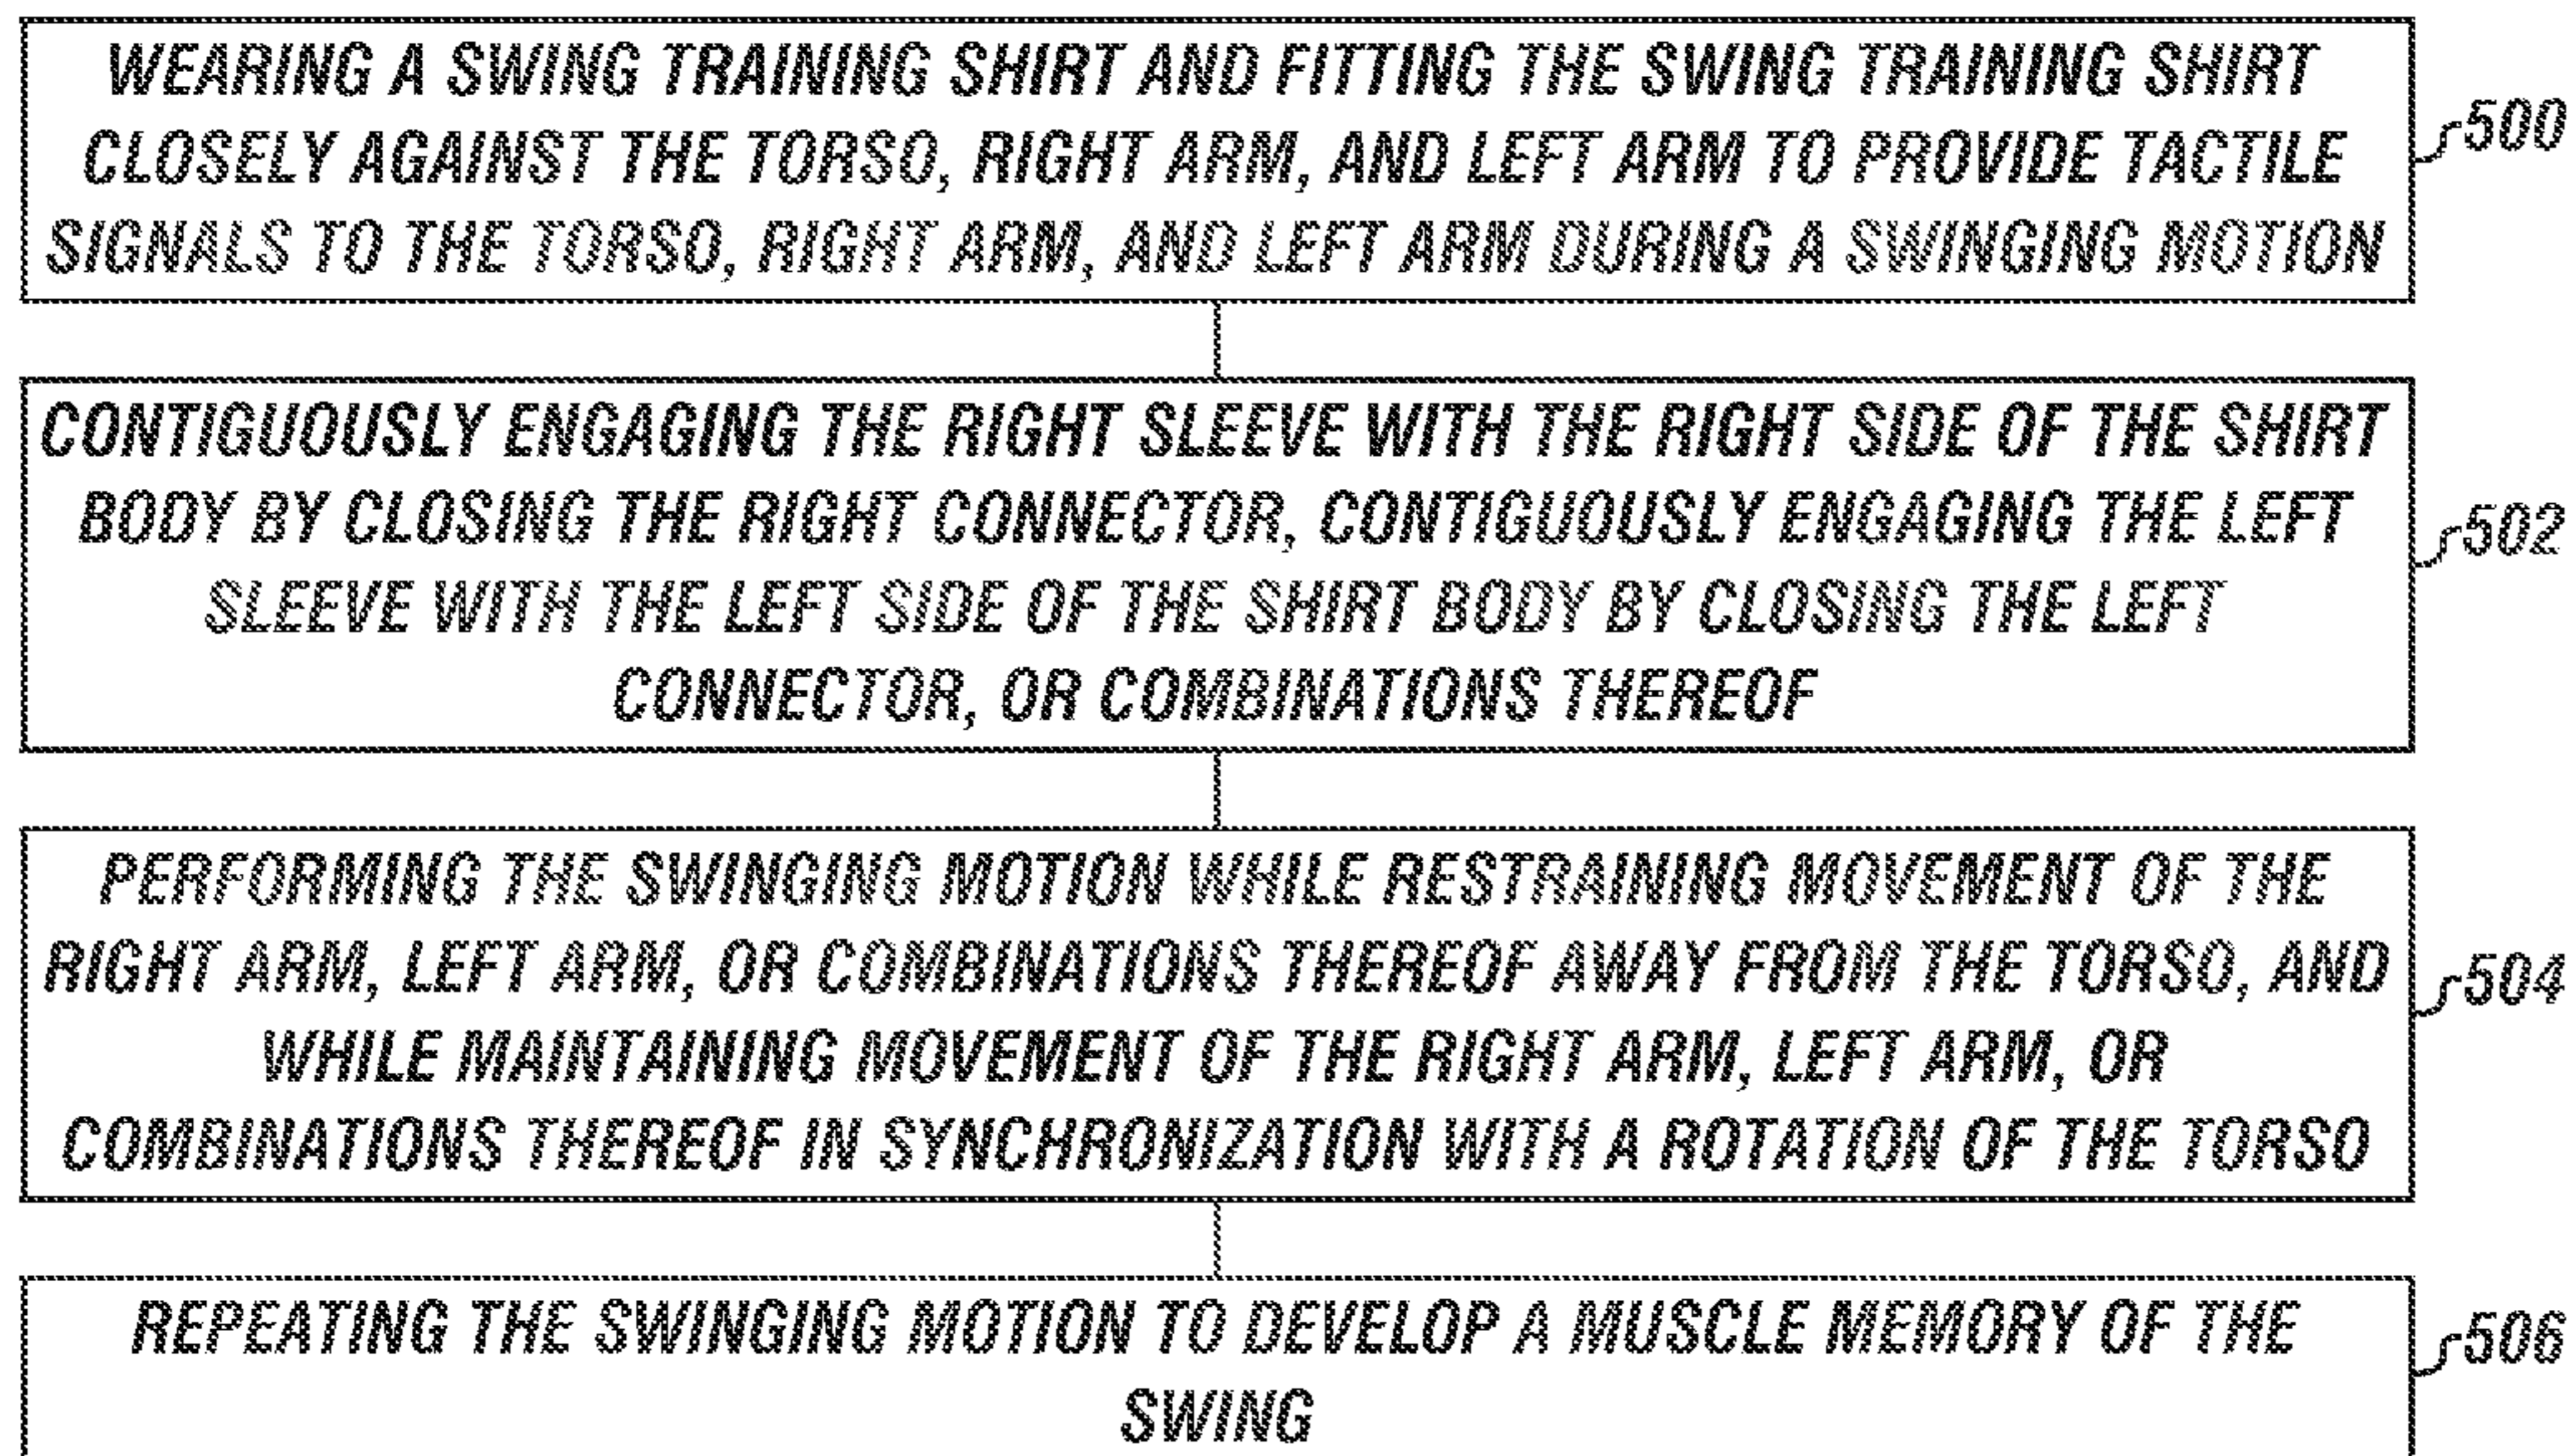 WEARING A SWING TRAINING SHIRT AND FITTING THE SWING TRAINING SHIRT
CLOSELY AGAINST THE TORSO, RIGHT ARM, AND LEFT ARM TO PROVIDE TACTILE
SIGNALS TO THE TORSO, RIGHT ARM, AND LEFT ARM DURING A SWINGING MOTION
500
CONTIGUOUSLY ENGAGING THE RIGHT SLEEVE WITH THE RIGHT SIDE OF THE SHIRT
BODY BY CLOSING THE RIGHT CONNECTOR, CONTIGUOUSLY ENGAGING THE LEFT
SLEEVE WITH THE LEFT SIDE OF THE SHIRT BODY BY CLOSING THE LEFT
CONNECTOR, OR COMBINATIONS THEREOF
502
PERFORMING THE SWINGING MOTION WHILE RESTRAINING MOVEMENT OF THE
RIGHT ARM, LEFT ARM, OR COMBINATIONS THEREOF AWAY FROM THE TORSO, AND
WHILE MAINTAINING MOVEMENT OF THE RIGHT ARM, LEFT ARM, OR
COMBINATIONS THEREOF IN SYNCHRONIZATION WITH A ROTATION OF THE TORSO
504
REPEATING THE SWINGING MOTION TO DEVELOP A MUSCLE MEMORY OF THE
SWING
506